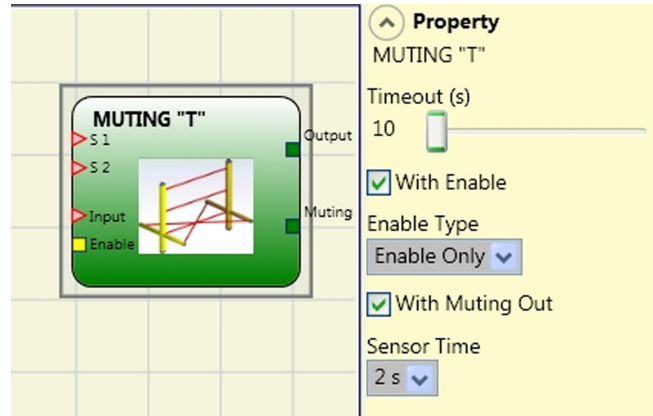 MUTING "T"
S 1
S 2
Input
Enable
Output
Muting
Property
MUTING "T"
Timeout (s)
10
With Enable
Enable Type
Enable Only
With Muting Out
Sensor Time
2 s